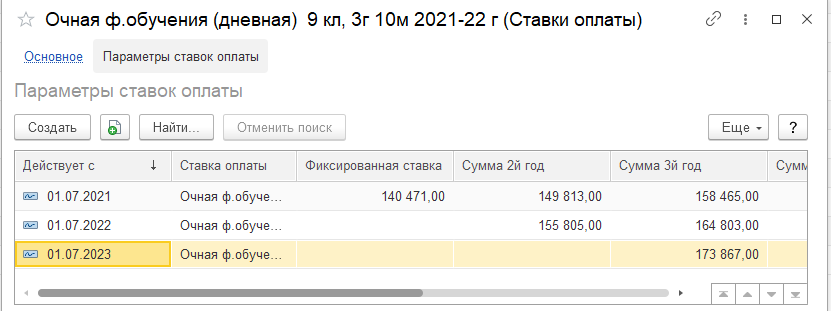 Очная ф.обучения (дневная) 9 кл, 3г 10м 2021-22 г (Ставки оплаты)
Основное Параметры ставок оплаты
Параметры ставок оплаты
Создать Найти... Отменить поиск Еще ?
Действует с Ставка оплаты Фиксированная ставка Сумма 2й год Сумма 3й год Сумм
01.07.2021 Очная ф.обуче... 140 471,00 149 813,00 158 465,00
01.07.2022 Очная ф.обуче... 155 805,00 164 803,00
01.07.2023 Очная ф.обуче... 173 867,00